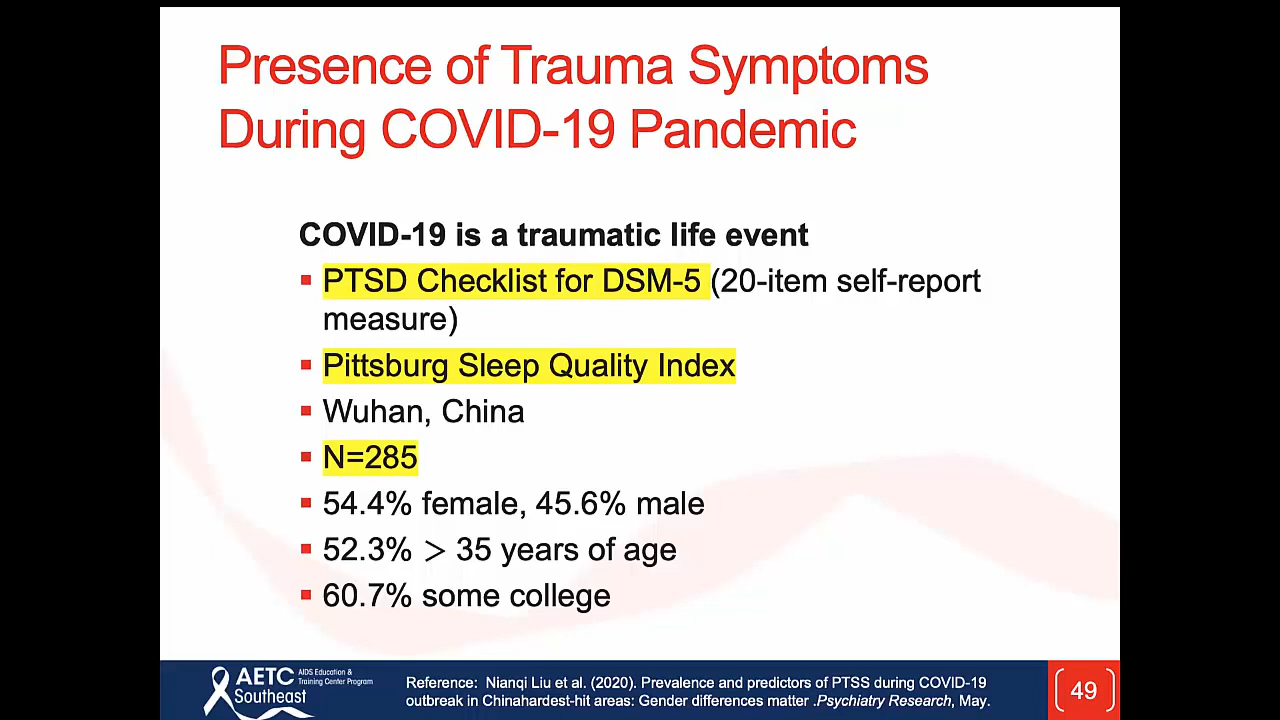 Presence of Trauma Symptoms
During COVID-19 Pandemic
COVID-19 is a traumatic life event
▪ PTSD Checklist for DSM-5 (20-item self-report
measure)
▪ Pittsburg Sleep Quality Index
▪ Wuhan, China
▪ N=285
▪ 54.4% female, 45.6% male
▪ 52.3% > 35 years of age
▪ 60.7% some college
AETC
Southeast
AIDS Education &
Training Center Program
Reference: Nianqi Liu et al. (2020). Prevalence and predictors of PTSS during COVID-19
outbreak in Chinahardest-hit areas: Gender differences matter .Psychiatry Research, May.
49